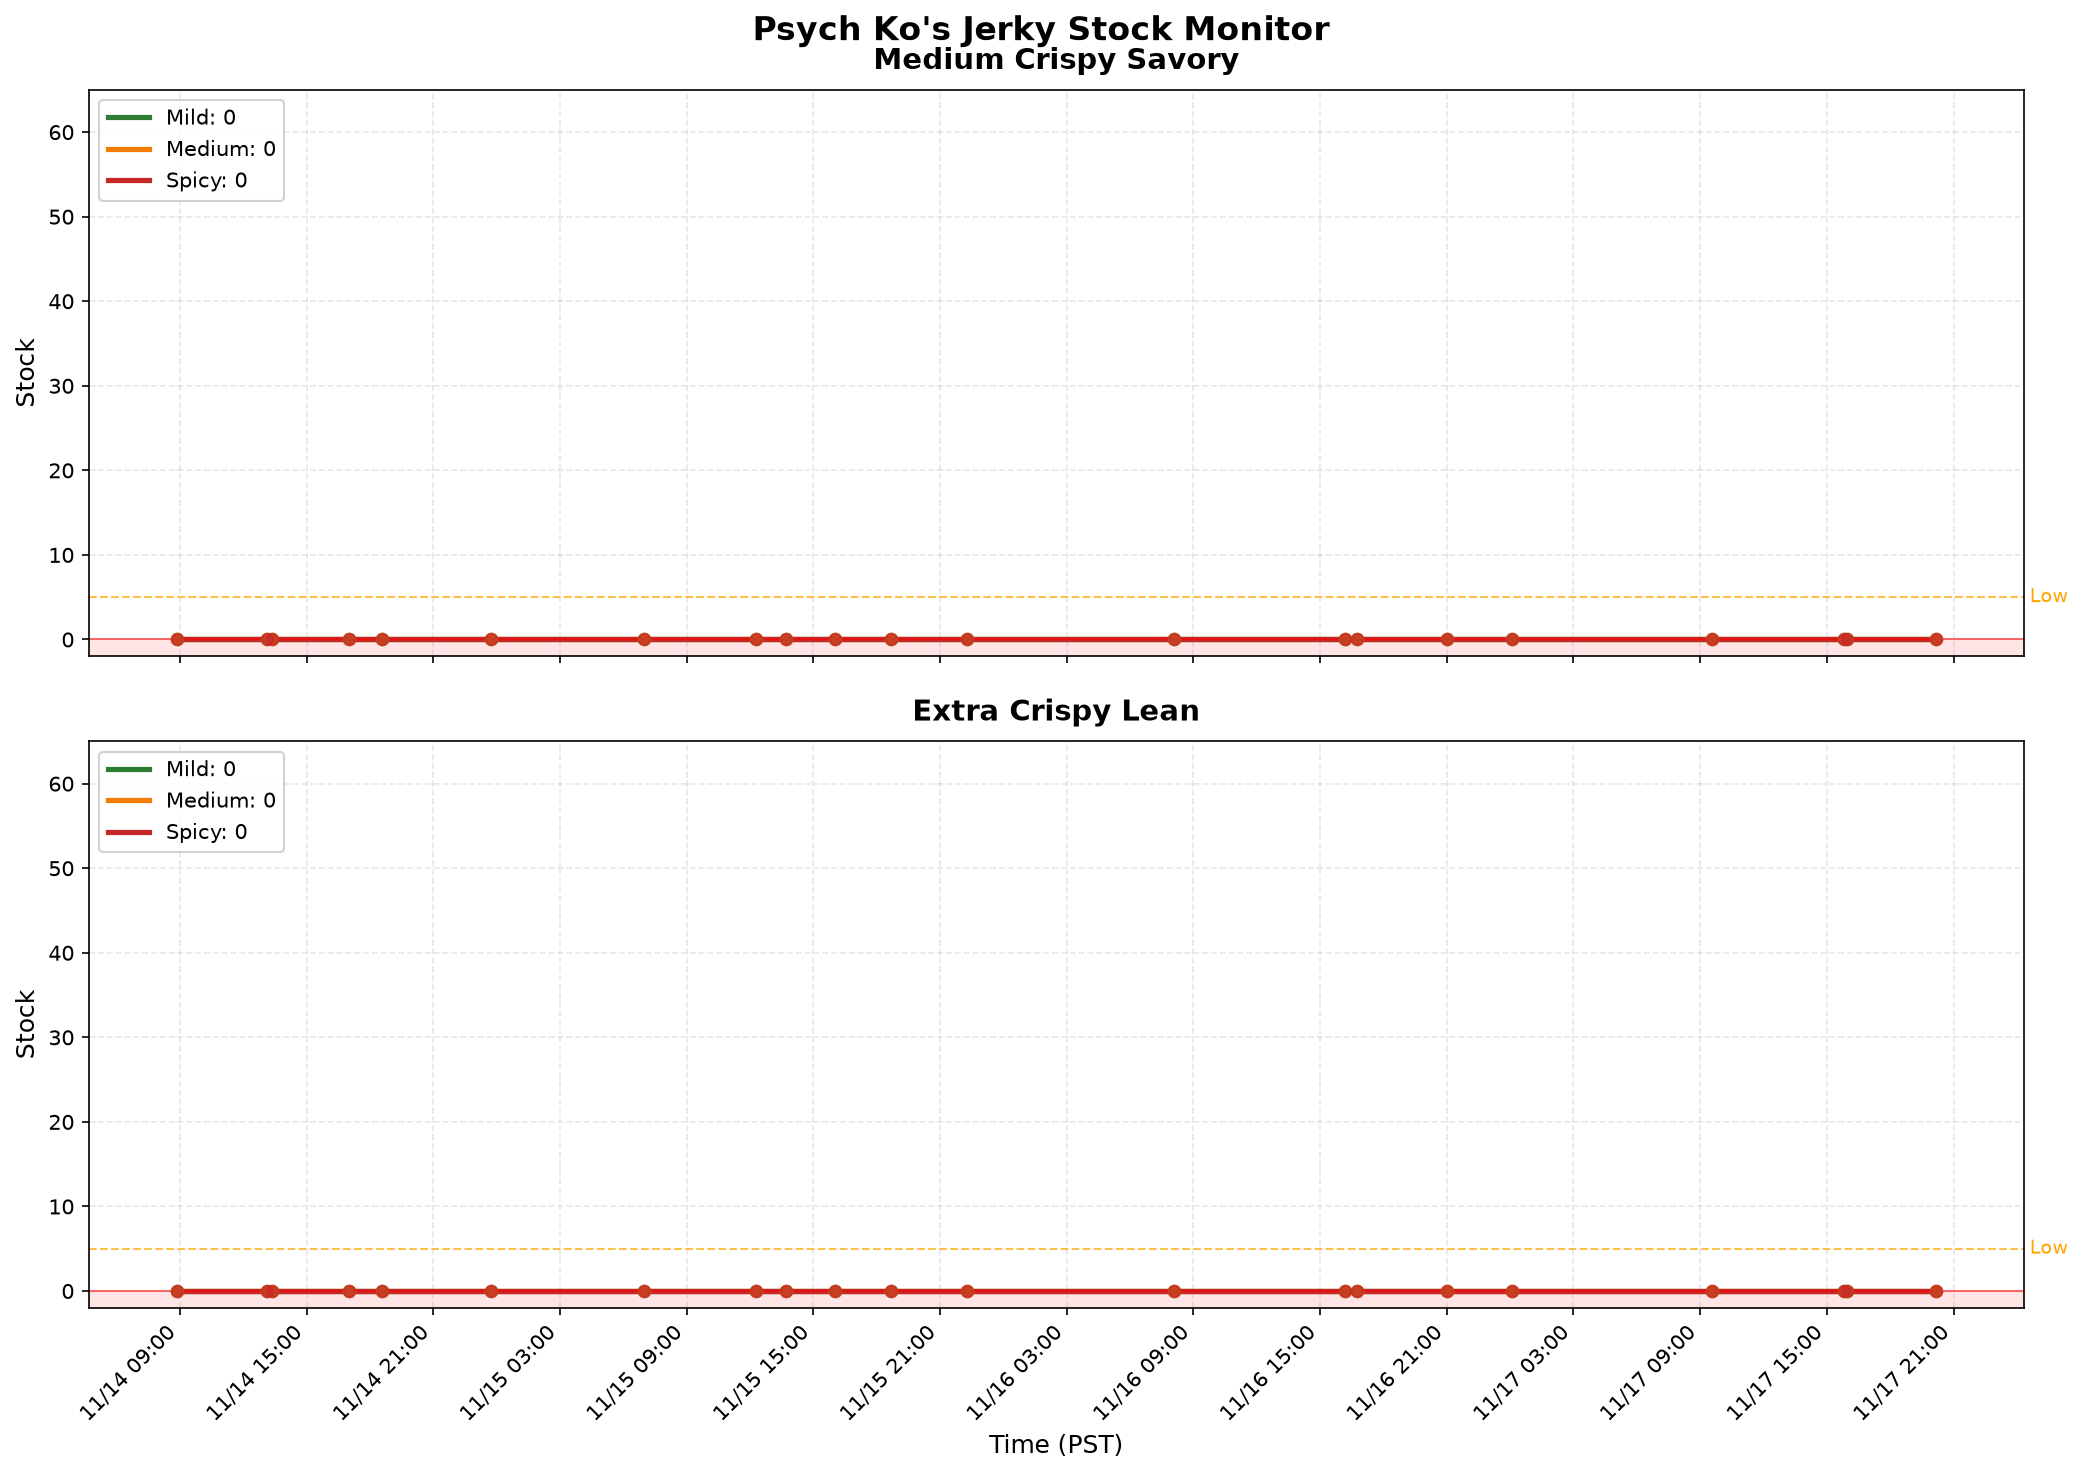 Psych Ko's Jerky Stock Monitor
Medium Crispy Savory
Mild: 0
Medium: 0
Spicy: 0
60
50
40
30
20
10
0
Stock
Low
Extra Crispy Lean
Mild: 0
Medium: 0
Spicy: 0
60
50
40
30
20
10
0
Stock
Low
11/14 09:00
11/14 15:00
11/14 21:00
11/15 03:00
11/15 09:00
11/15 15:00
11/15 21:00
11/16 03:00
11/16 09:00
11/16 15:00
11/16 21:00
11/17 03:00
11/17 09:00
11/17 15:00
11/17 21:00
Time (PST)